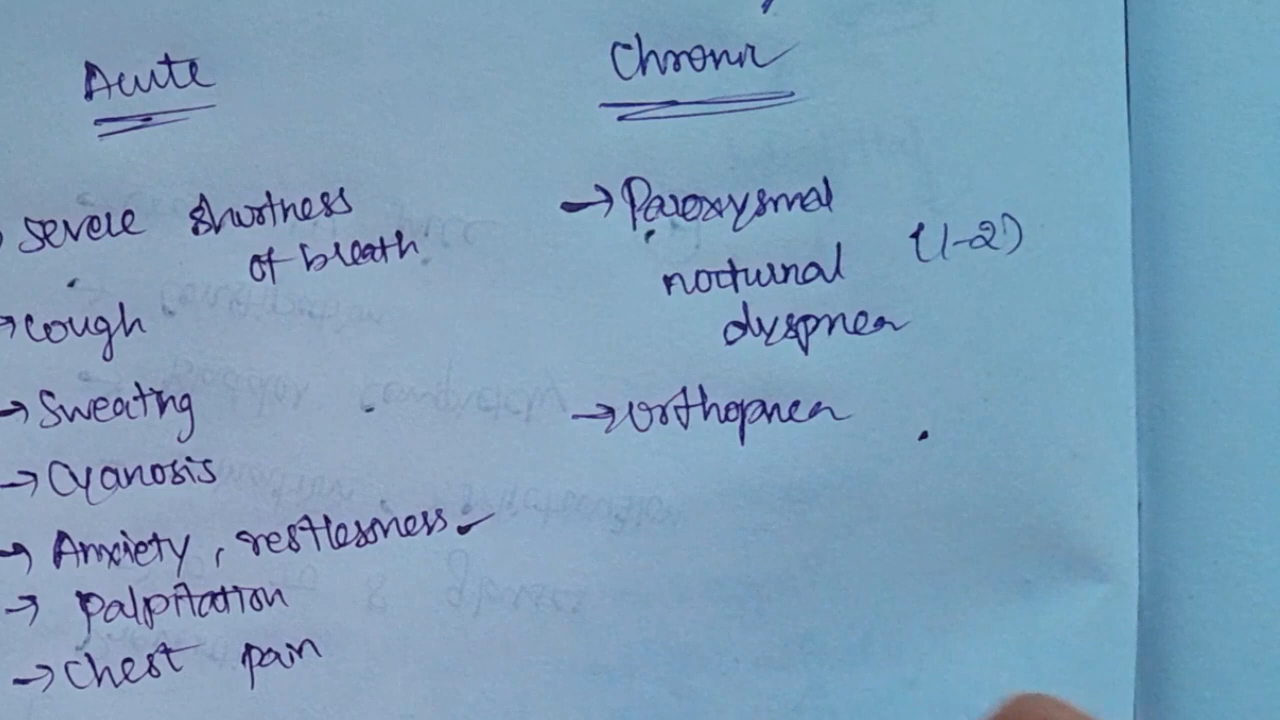 Acute
severe shortness
of breath
→ cough
→ Sweating
→ Cyanosis
→ Anxiety, restlessness
→ palpitation
→ chest pain
Chronic
→ Paroxysmal
nocturnal (1-2)
dyspnea
→ orthopnea